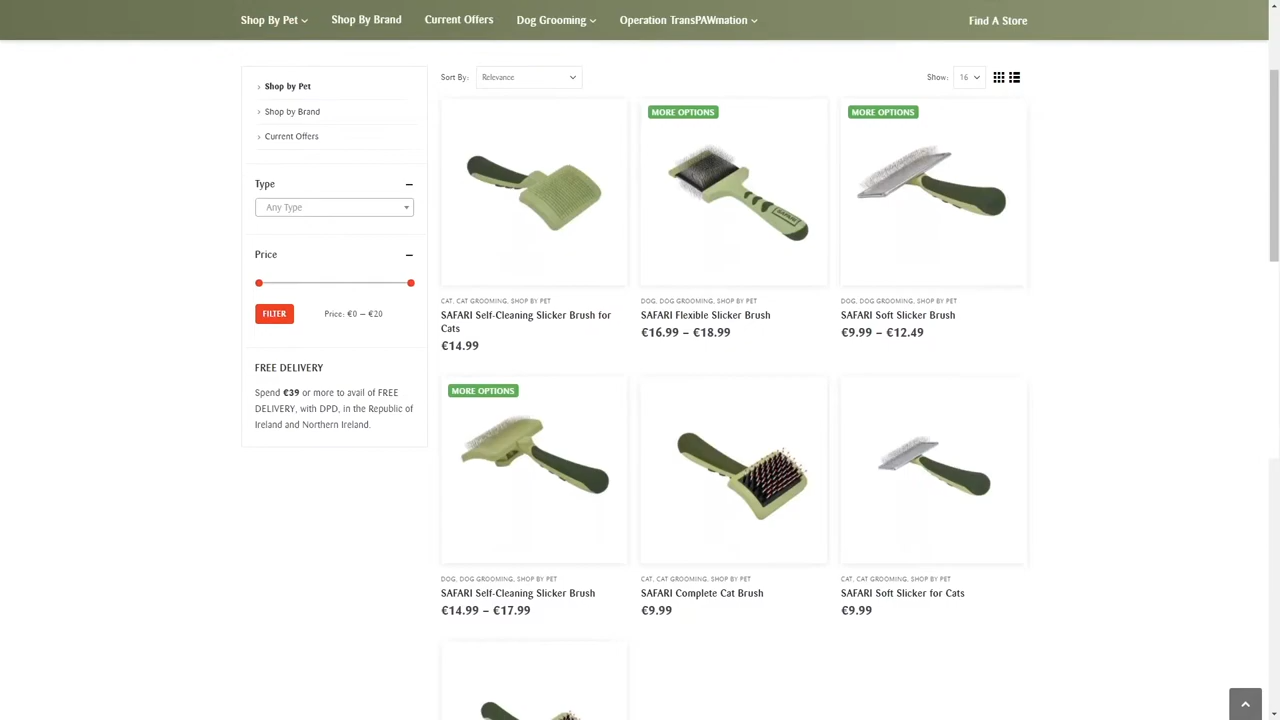 Shop By Pet
Shop By Brand
Current Offers
Dog Grooming
Operation TransPAWmation
Find A Store
Shop by Pet
Shop by Brand
Current Offers
Type
Any Type
Price
FILTER
Price: €0 — €20
FREE DELIVERY
Spend €39 or more to avail of FREE
DELIVERY, with DPD, in the Republic of
Ireland and Northern Ireland.
Sort By:
Relevance
Show:
16
CAT, CAT GROOMING, SHOP BY PET
SAFARI Self-Cleaning Slicker Brush for
Cats
€14.99
MORE OPTIONS
SAFARI
DOG, DOG GROOMING, SHOP BY PET
SAFARI Flexible Slicker Brush
€16.99 – €18.99
MORE OPTIONS
DOG, DOG GROOMING, SHOP BY PET
SAFARI Soft Slicker Brush
€9.99 – €12.49
MORE OPTIONS
DOG, DOG GROOMING, SHOP BY PET
SAFARI Self-Cleaning Slicker Brush
€14.99 – €17.99
CAT, CAT GROOMING, SHOP BY PET
SAFARI Complete Cat Brush
€9.99
CAT, CAT GROOMING, SHOP BY PET
SAFARI Soft Slicker for Cats
€9.99